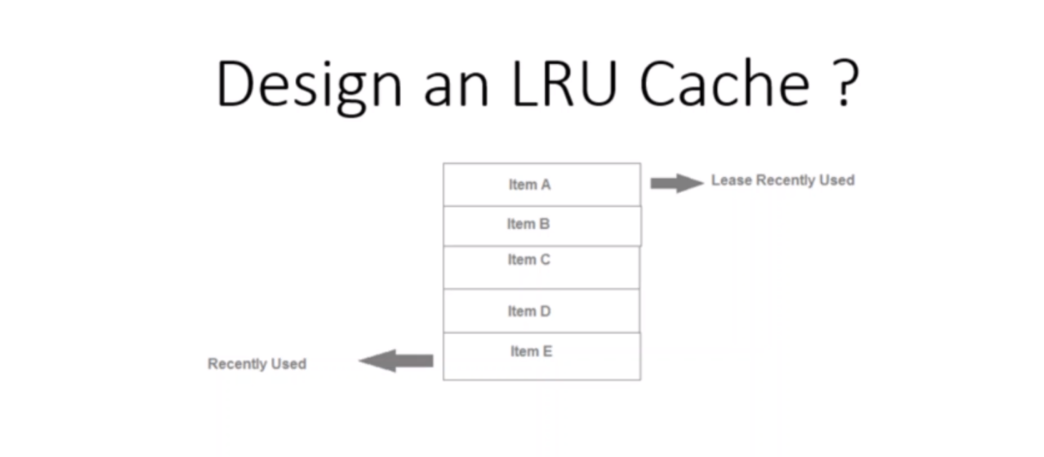 Design an LRU Cache ?
Item A
Lease Recently Used
Item B
Item C
Item D
Item E
Recently Used